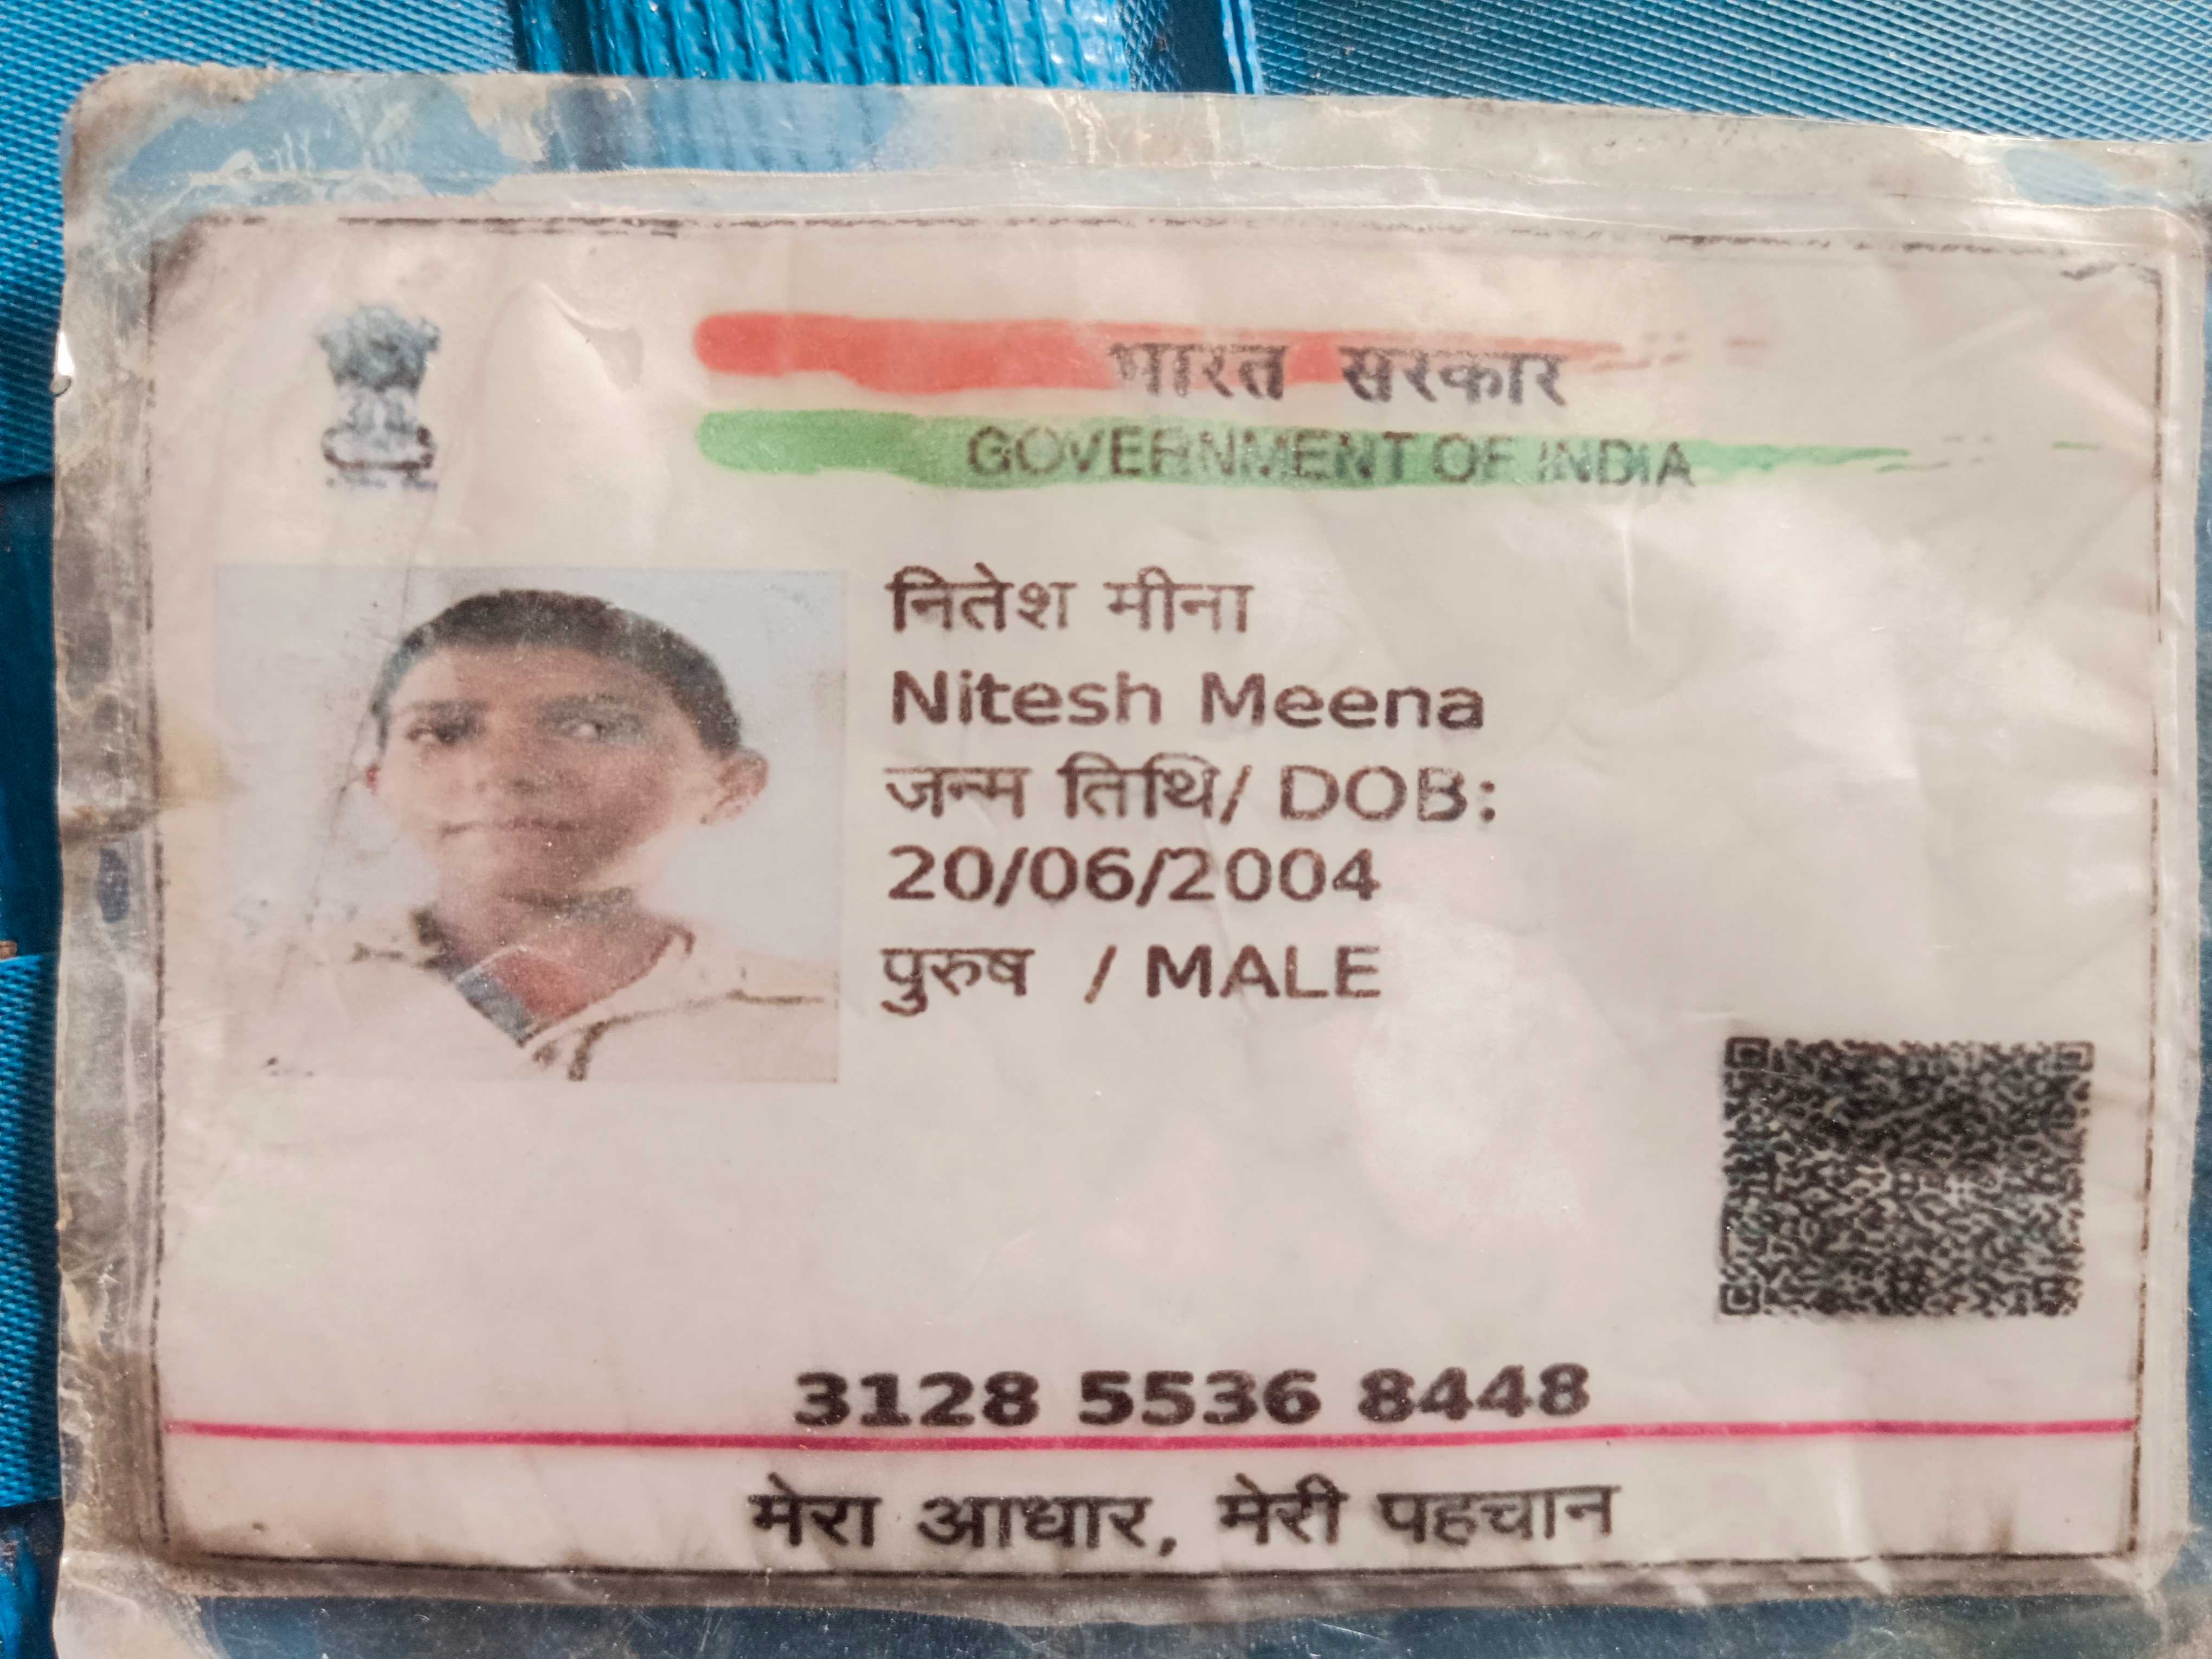 भारत सरकार
GOVERNMENT OF INDIA
नितेश मीना
Nitesh Meena
जन्म तिथि/ DOB:
20/06/2004
पुरुष / MALE
3128 5536 8448
मेरा आधार, मेरी पहचान